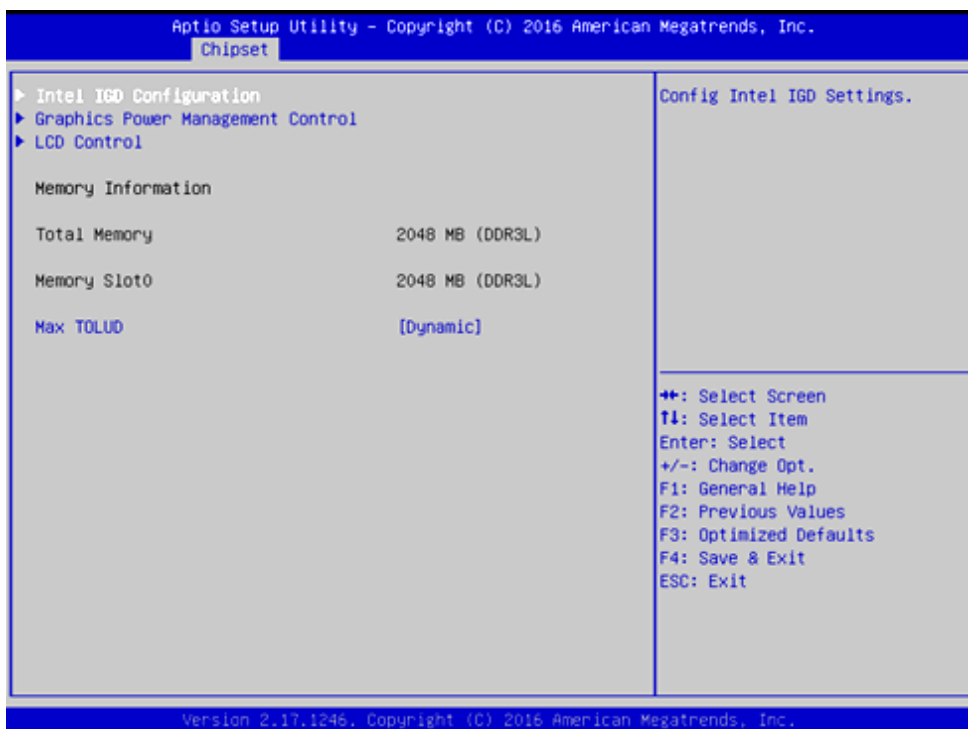 Aptio Setup Utility – Copyright (C) 2016 American Megatrends, Inc.
Chipset
▶ Intel IGD Configuration
▶ Graphics Power Management Control
▶ LCD Control
Memory Information
Total Memory 2048 MB (DDR3L)
Memory Slot0 2048 MB (DDR3L)
Max TOLUD [Dynamic]
Config Intel IGD Settings.
→←: Select Screen
↑↓: Select Item
Enter: Select
+/-: Change Opt.
F1: General Help
F2: Previous Values
F3: Optimized Defaults
F4: Save & Exit
ESC: Exit
Version 2.17.1246. Copyright (C) 2016 American Megatrends, Inc.